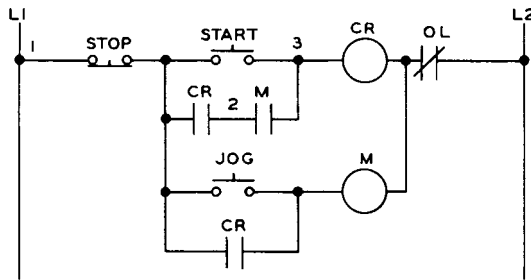 L1 L2
1 STOP START 3 CR OL
CR 2 M
JOG M
CR